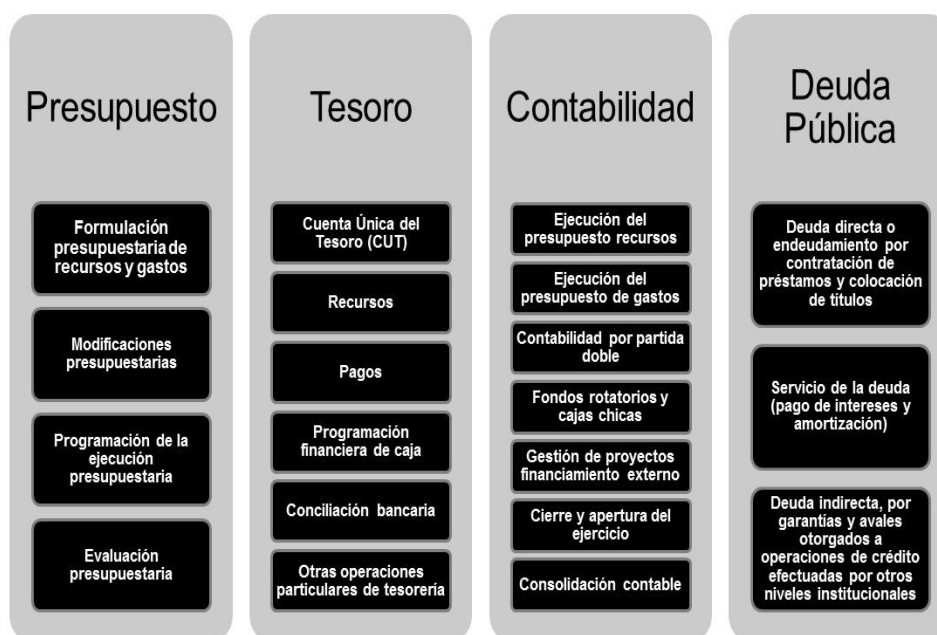 Presupuesto
Formulación
presupuestaria de
recursos y gastos
Modificaciones
presupuestarias
Programación de la
ejecución
presupuestaria
Evaluación
presupuestaria
Tesoro
Cuenta Única del
Tesoro (CUT)
Recursos
Pagos
Programación
financiera de caja
Conciliación bancaria
Otras operaciones
particulares de tesorería
Contabilidad
Ejecución del
presupuesto recursos
Ejecución del
presupuesto de gastos
Contabilidad por partida
doble
Fondos rotatorios y
cajas chicas
Gestión de proyectos
financiamiento externo
Cierre y apertura del
ejercicio
Consolidación contable
Deuda
Pública
Deuda directa o
endeudamiento por
contratación de
préstamos y colocación
de títulos
Servicio de la deuda
(pago de intereses y
amortización)
Deuda indirecta, por
garantías y avales
otorgados a
operaciones de crédito
efectuadas por otros
niveles institucionales